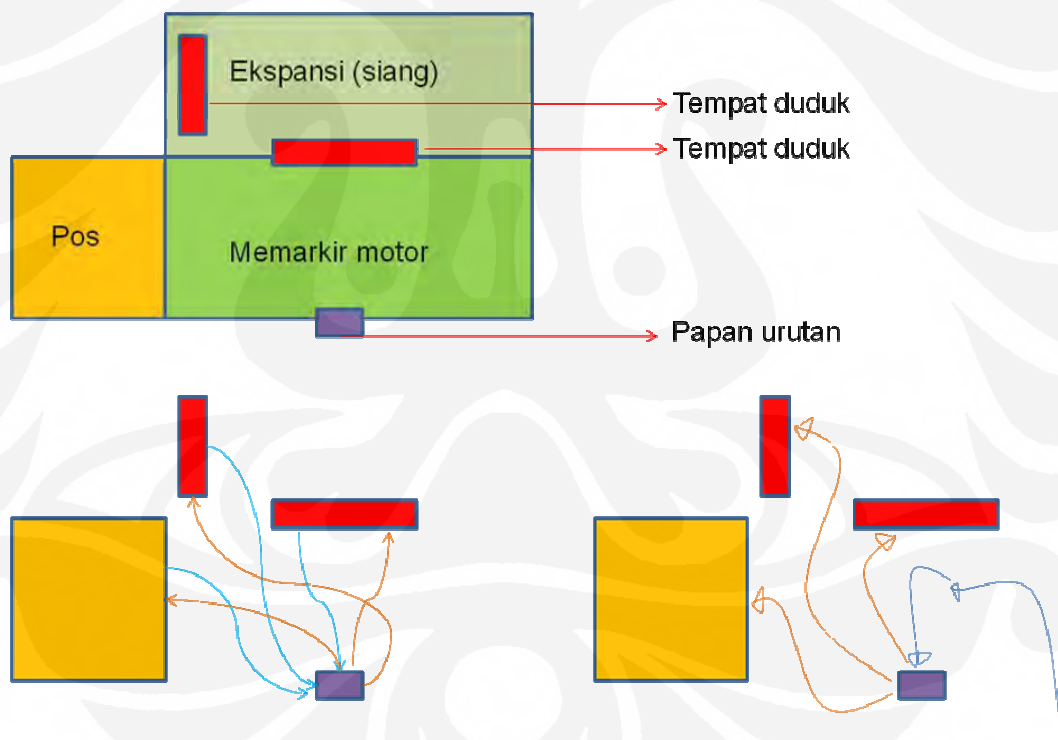 Ekspansi (siang)
Tempat duduk
Tempat duduk
Pos
Memarkir motor
Papan urutan